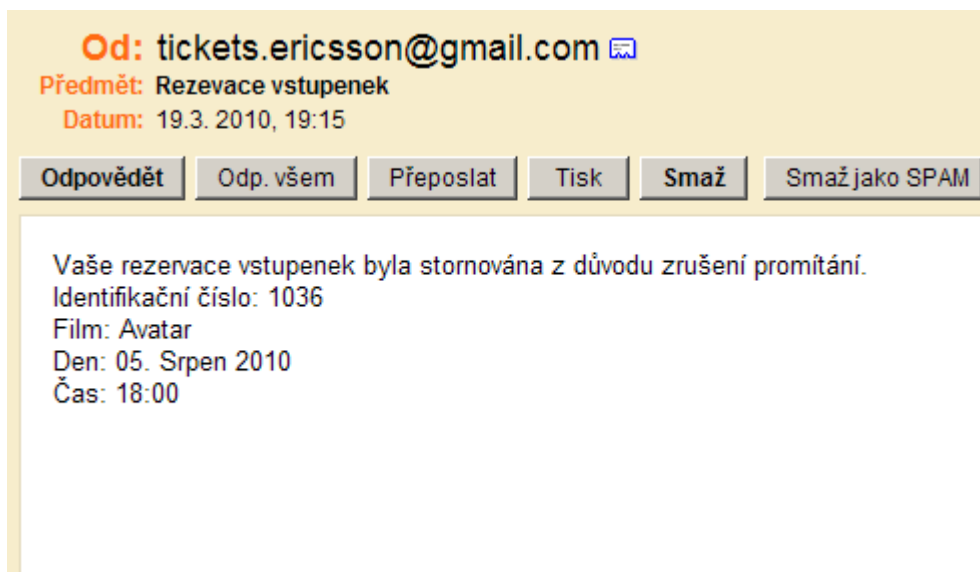 Od: tickets.ericsson@gmail.com
Předmět: Rezevace vstupenek
Datum: 19.3. 2010, 19:15
Odpovědět Odp. všem Přeposlat Tisk Smaž Smaž jako SPAM
Vaše rezervace vstupenek byla stornována z důvodu zrušení promítání.
Identifikační číslo: 1036
Film: Avatar
Den: 05. Srpen 2010
Čas: 18:00